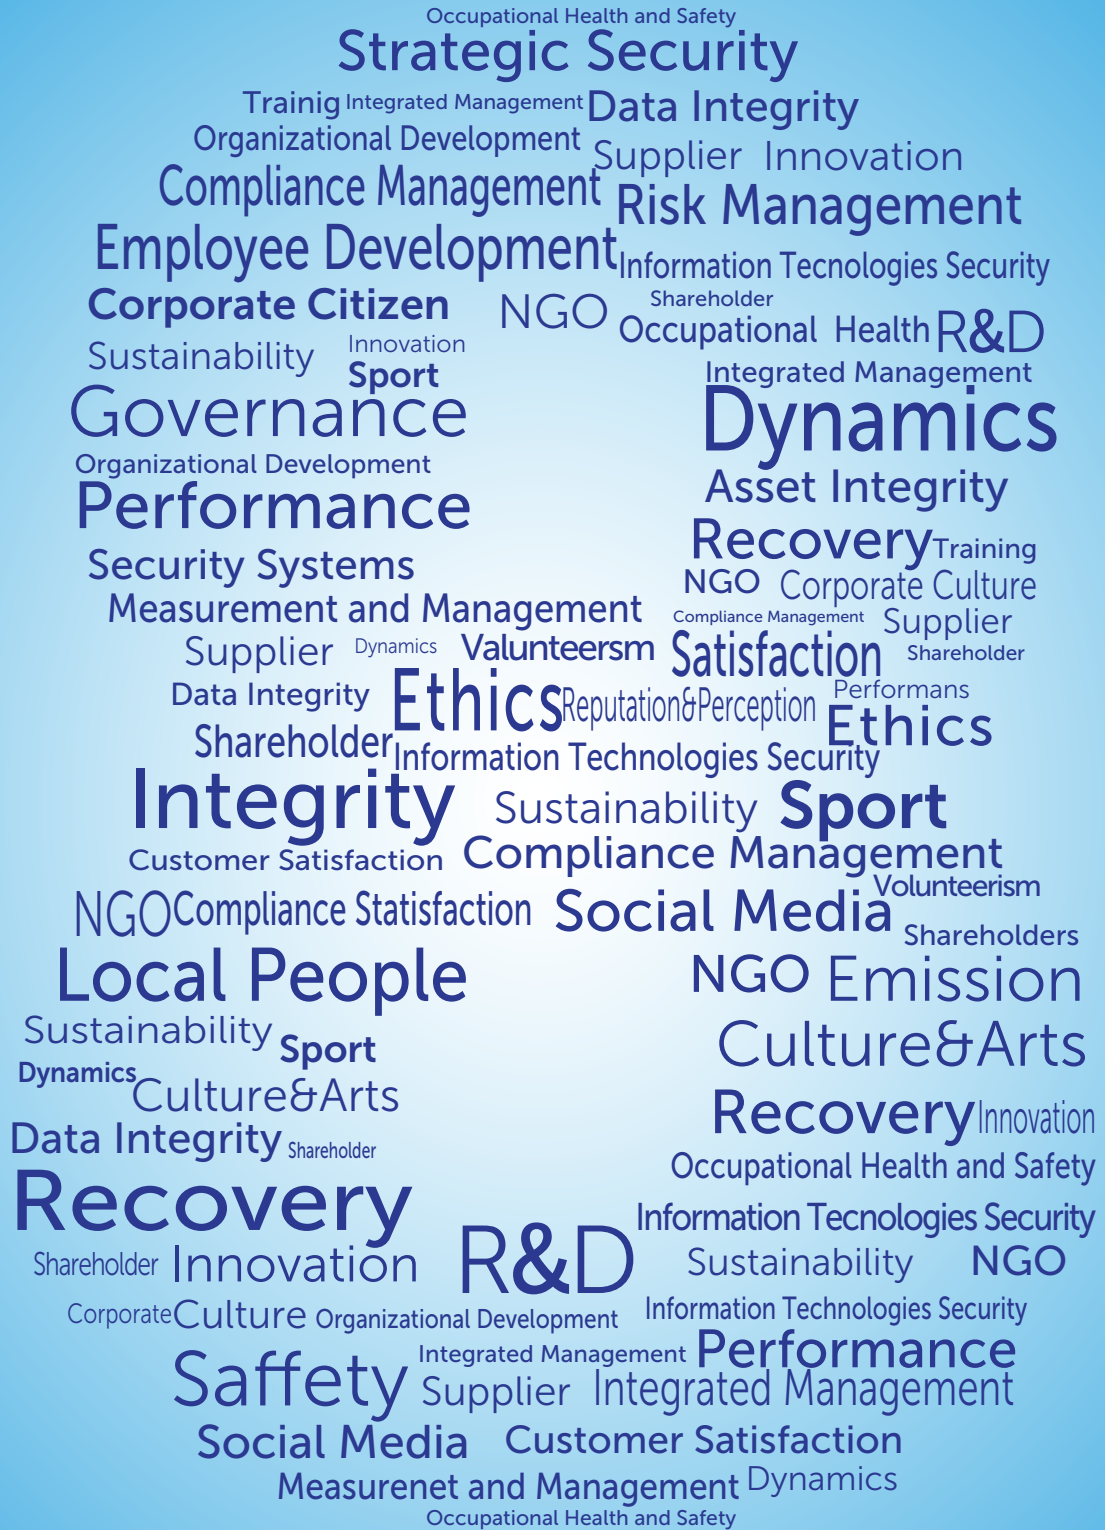 Occupational Health and Safety
Strategic Security
Trainig Integrated Management Data Integrity
Organizational Development Supplier Innovation
Compliance Management Risk Management
Employee Development Information Tecnologies Security
Corporate Citizen NGO Shareholder
Occupational Health R&D
Sustainability Innovation
Sport Integrated Management
Governance Dynamics
Organizational Development
Performance Asset Integrity
Recovery Training
Security Systems NGO Corporate Culture
Measurement and Management Compliance Management Supplier
Supplier Dynamics Valunteersm Satisfaction Shareholder
Data Integrity Ethics Reputation&Perception Performans
Ethics
Shareholder Information Technologies Security
Integrity Sustainability Sport
Customer Satisfaction Compliance Management
NGO Compliance Statisfaction Social Media Volunteerism
Shareholders
Local People NGO Emission
Sustainability Sport Culture&Arts
Dynamics Culture&Arts
Recovery Innovation
Data Integrity Shareholder
Occupational Health and Safety
Recovery Information Tecnologies Security
Shareholder Innovation R&D Sustainability NGO
Corporate Culture Organizational Development Information Technologies Security
Saffety Integrated Management Performance
Supplier Integrated Management
Social Media Customer Satisfaction
Measurenet and Management Dynamics
Occupational Health and Safety